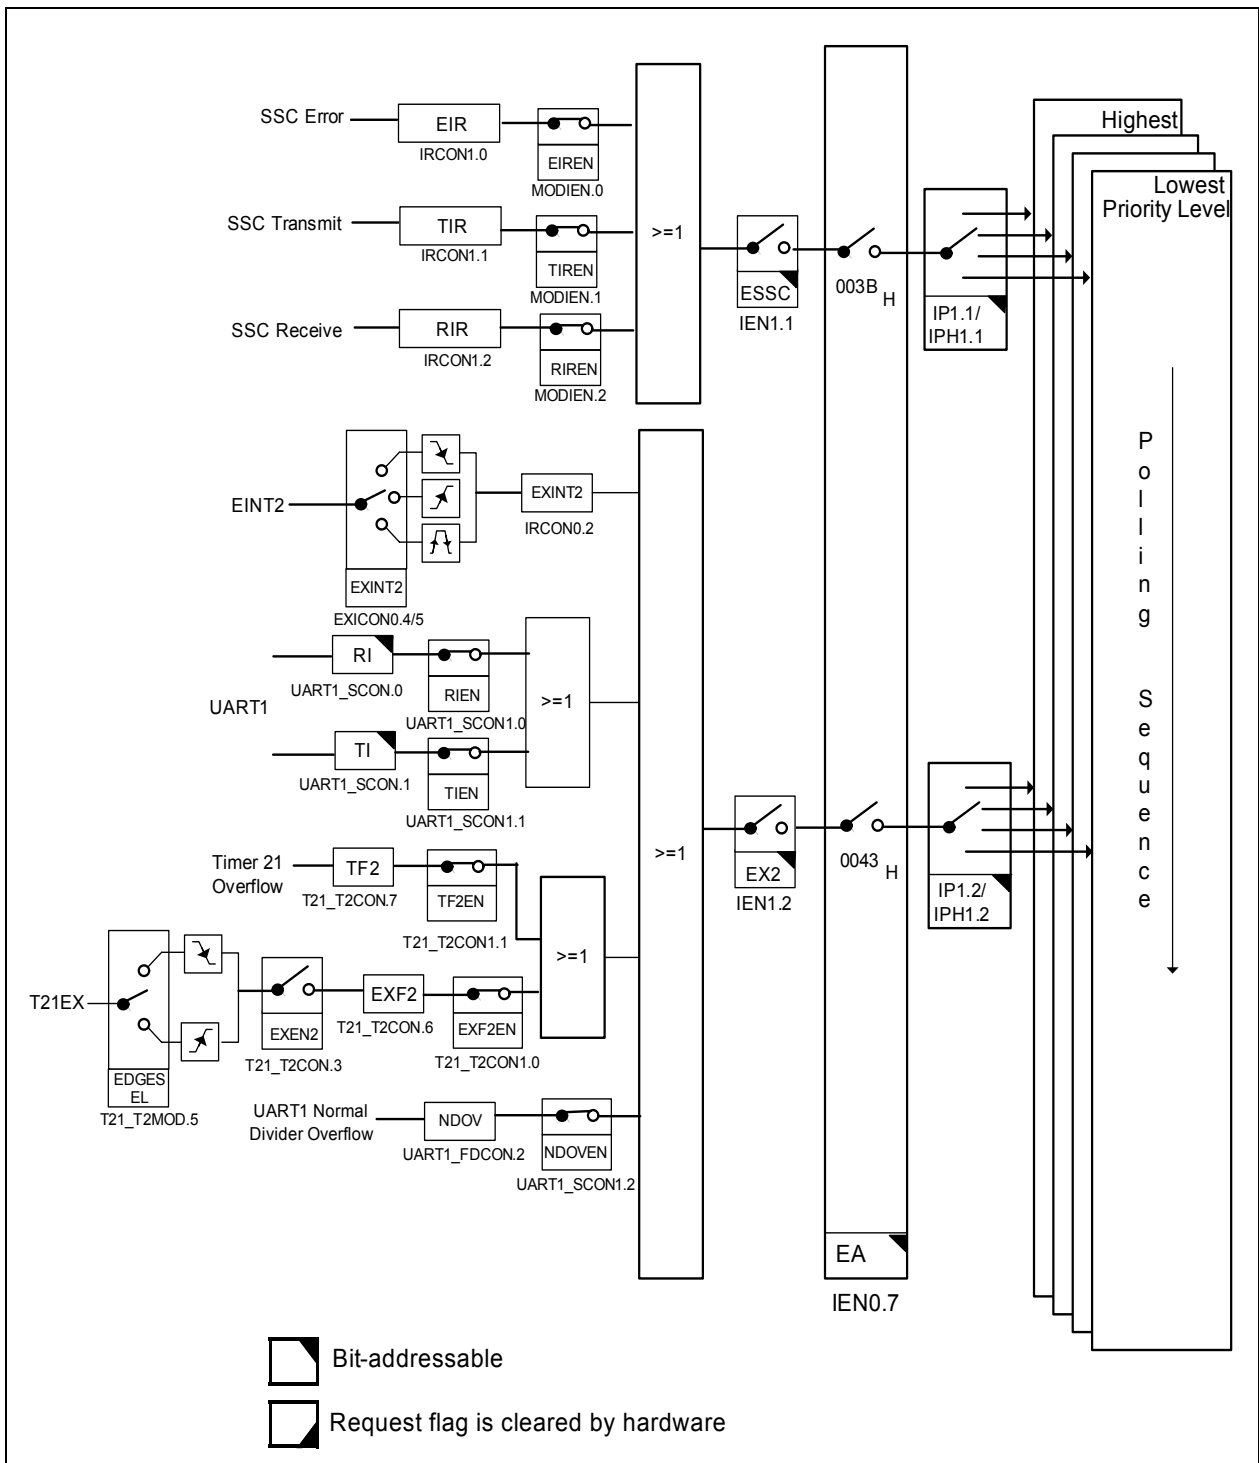 SSC Error
EIR
IRCON1.0
EIREN
MODIEN.0
SSC Transmit
TIR
IRCON1.1
TIREN
MODIEN.1
SSC Receive
RIR
IRCON1.2
RIREN
MODIEN.2
>=1
ESSC
IEN1.1
003B H
IP1.1/
IPH1.1
Highest
Lowest
Priority Level
Polling Sequence
EINT2
EXINT2
EXICON0.4/5
EXINT2
IRCON0.2
UART1
RI
UART1_SCON.0
RIEN
UART1_SCON1.0
TI
UART1_SCON.1
TIEN
UART1_SCON1.1
>=1
Timer 21
Overflow
TF2
T21_T2CON.7
TF2EN
T21_T2CON1.1
T21EX
EDGES
EL
T21_T2MOD.5
EXEN2
T21_T2CON.3
EXF2
T21_T2CON.6
EXF2EN
T21_T2CON1.0
>=1
UART1 Normal
Divider Overflow
NDOV
UART1_FDCON.2
NDOVEN
UART1_SCON1.2
>=1
EX2
IEN1.2
0043 H
IP1.2/
IPH1.2
EA
IEN0.7
Bit-addressable
Request flag is cleared by hardware